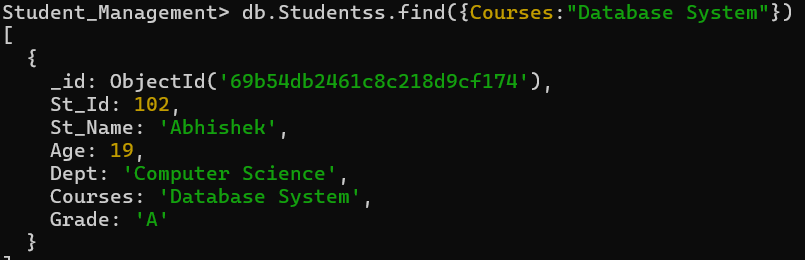 Student_Management> db.Studentss.find({Courses:"Database System"})
[
  {
    _id: ObjectId('69b54db2461c8c218d9cf174'),
    St_Id: 102,
    St_Name: 'Abhishek',
    Age: 19,
    Dept: 'Computer Science',
    Courses: 'Database System',
    Grade: 'A'
  }
]